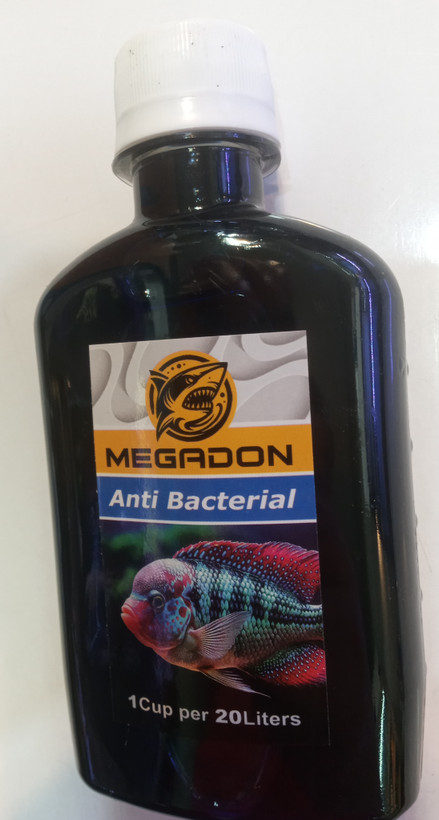 MEGADON
Anti Bacterial
1Cup per 20Liters